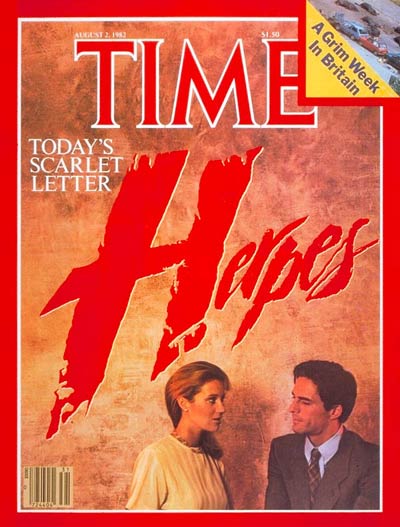 AUGUST 2, 1982
$1.50
TIME
A Grim Week
In Britain
TODAY'S
SCARLET
LETTER
Herpes